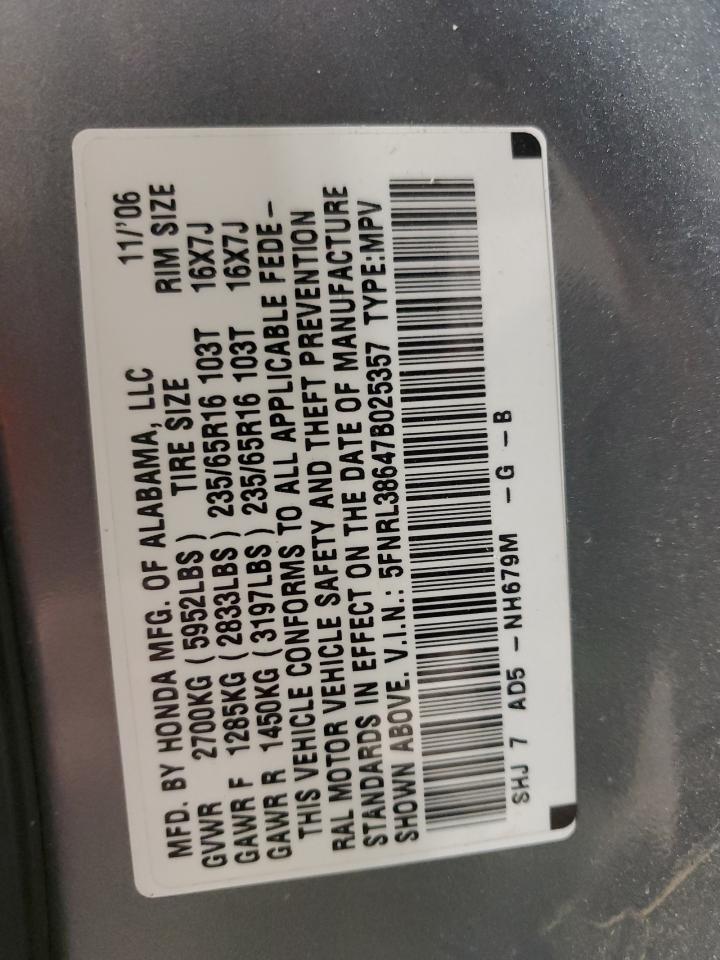 MFD. BY HONDA MFG. OF ALABAMA, LLC 11/'06
GVWR 2700KG (5952LBS) TIRE SIZE RIM SIZE
GAWR F 1285KG (2833LBS) 235/65R16 103T 16X7J
GAWR R 1450KG (3197LBS) 235/65R16 103T 16X7J
THIS VEHICLE CONFORMS TO ALL APPLICABLE FEDE-
RAL MOTOR VEHICLE SAFETY AND THEFT PREVENTION
STANDARDS IN EFFECT ON THE DATE OF MANUFACTURE
SHOWN ABOVE. V.I.N.: 5FNRL38647B025357 TYPE:MPV
SHJ 7 AD5 - NH679M - G - B